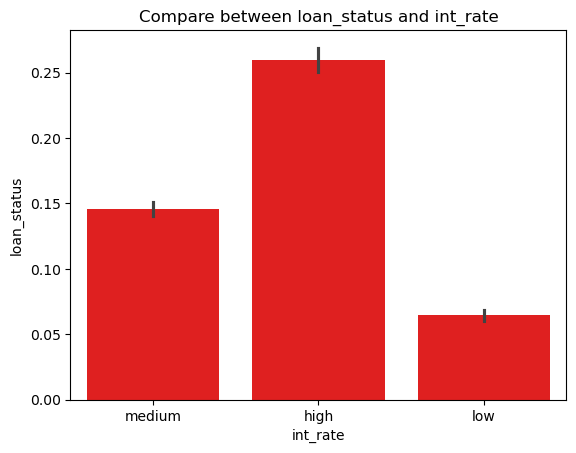 Compare between loan_status and int_rate
loan_status
0.25
0.20
0.15
0.10
0.05
0.00
medium high low
int_rate